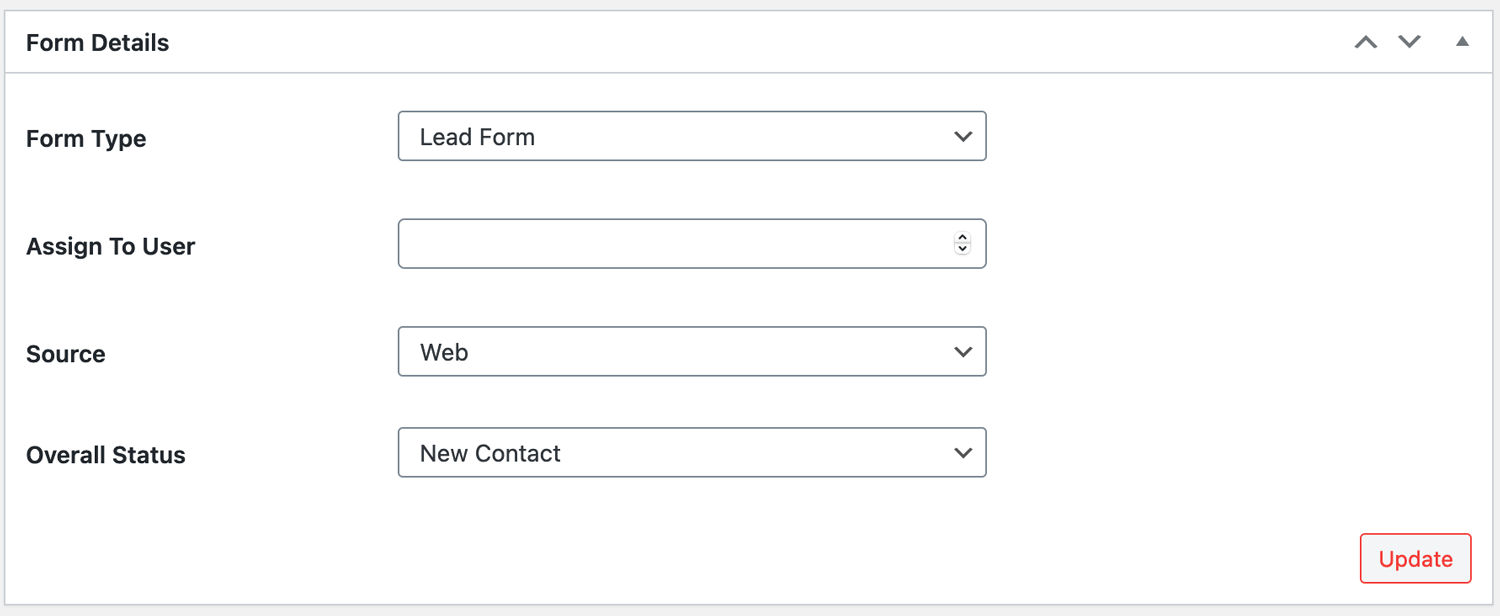 Form Details
Form Type
Lead Form
Assign To User
Source
Web
Overall Status
New Contact
Update